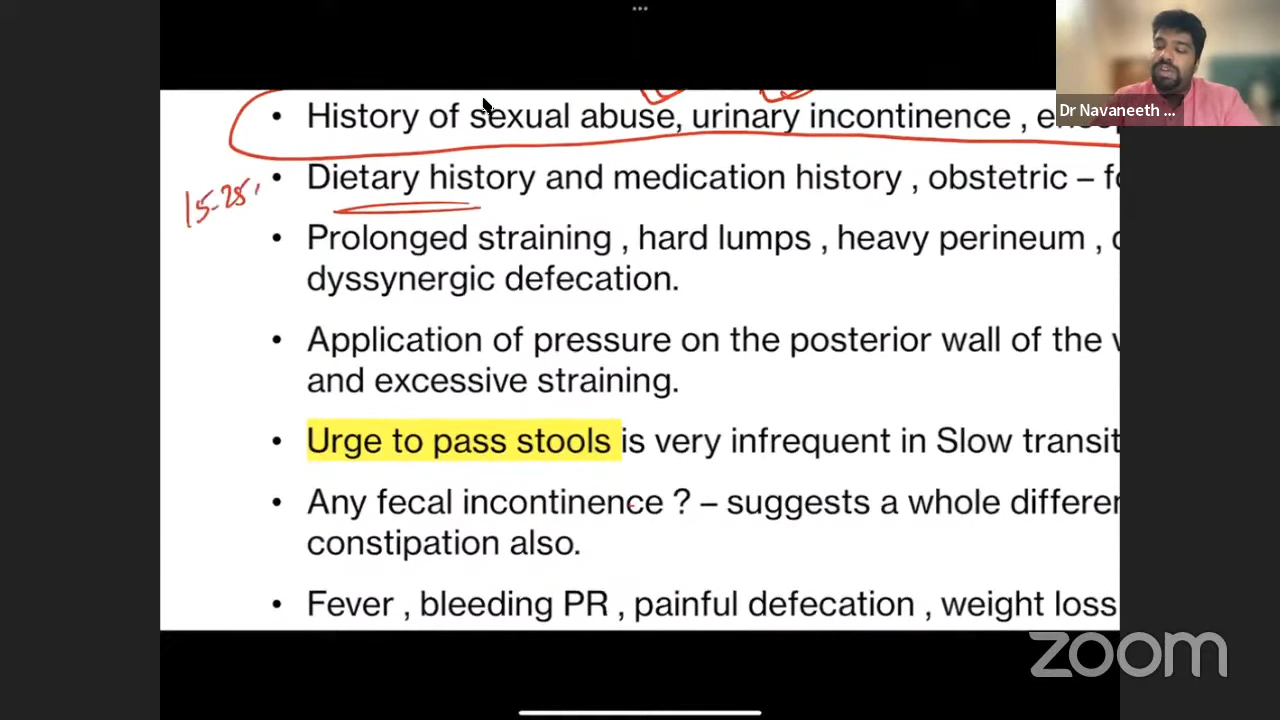 Dr Navaneeth ...
• History of sexual abuse, urinary incontinence ,
15-25
• Dietary history and medication history , obstetric –
• Prolonged straining , hard lumps , heavy perineum ,
dyssynergic defecation.
• Application of pressure on the posterior wall of the
and excessive straining.
• Urge to pass stools is very infrequent in Slow transit
• Any fecal incontinence ? – suggests a whole
constipation also.
• Fever , bleeding PR , painful defecation , weight loss
zoom